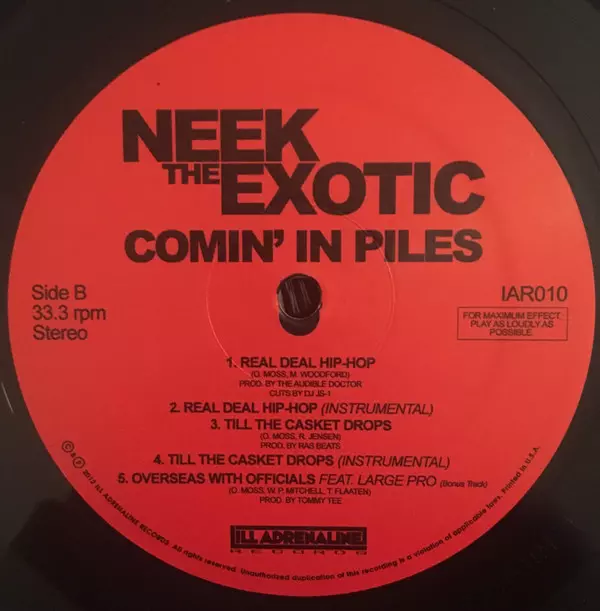 NEEK
THE EXOTIC
COMIN' IN PILES
Side B
33.3 rpm
Stereo
IAR010
FOR MAXIMUM EFFECT
PLAY AS LOUDLY AS
POSSIBLE.
1. REAL DEAL HIP-HOP
(O. MOSS, M. WOODFORD)
PROD. BY THE AUDIBLE DOCTOR
CUTS BY DJ JS-1
2. REAL DEAL HIP-HOP (INSTRUMENTAL)
3. TILL THE CASKET DROPS
(O. MOSS, R. JENSEN)
PROD. BY RAS BEATS
4. TILL THE CASKET DROPS (INSTRUMENTAL)
5. OVERSEAS WITH OFFICIALS FEAT. LARGE PRO (Bonus Track)
(O. MOSS, W. P. MITCHELL, T. FLAATEN)
PROD. BY TOMMY TEE
ILL ADRENALINE
RECORDS
© & ℗ 2012 ILL ADRENALINE RECORDS. All rights reserved. Unauthorized duplication of this recording is a violation of applicable laws. Printed in U.S.A.